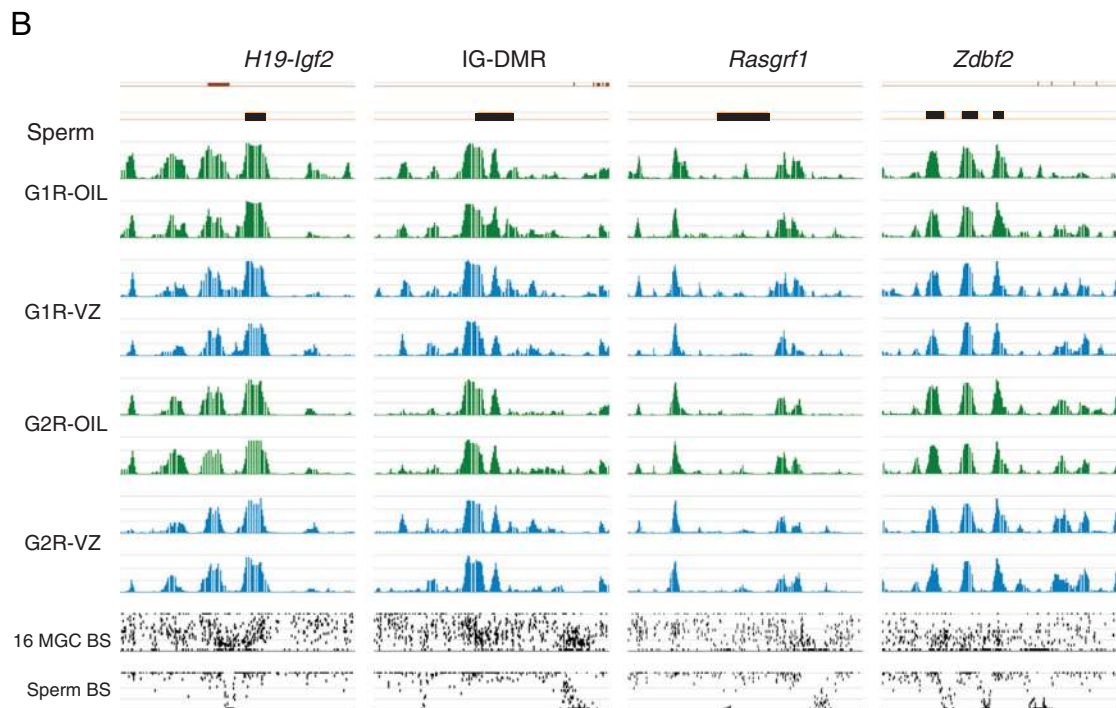 B
H19-Igf2 IG-DMR Rasgrf1 Zdbf2
Sperm
G1R-OIL
G1R-VZ
G2R-OIL
G2R-VZ
16 MGC BS
Sperm BS